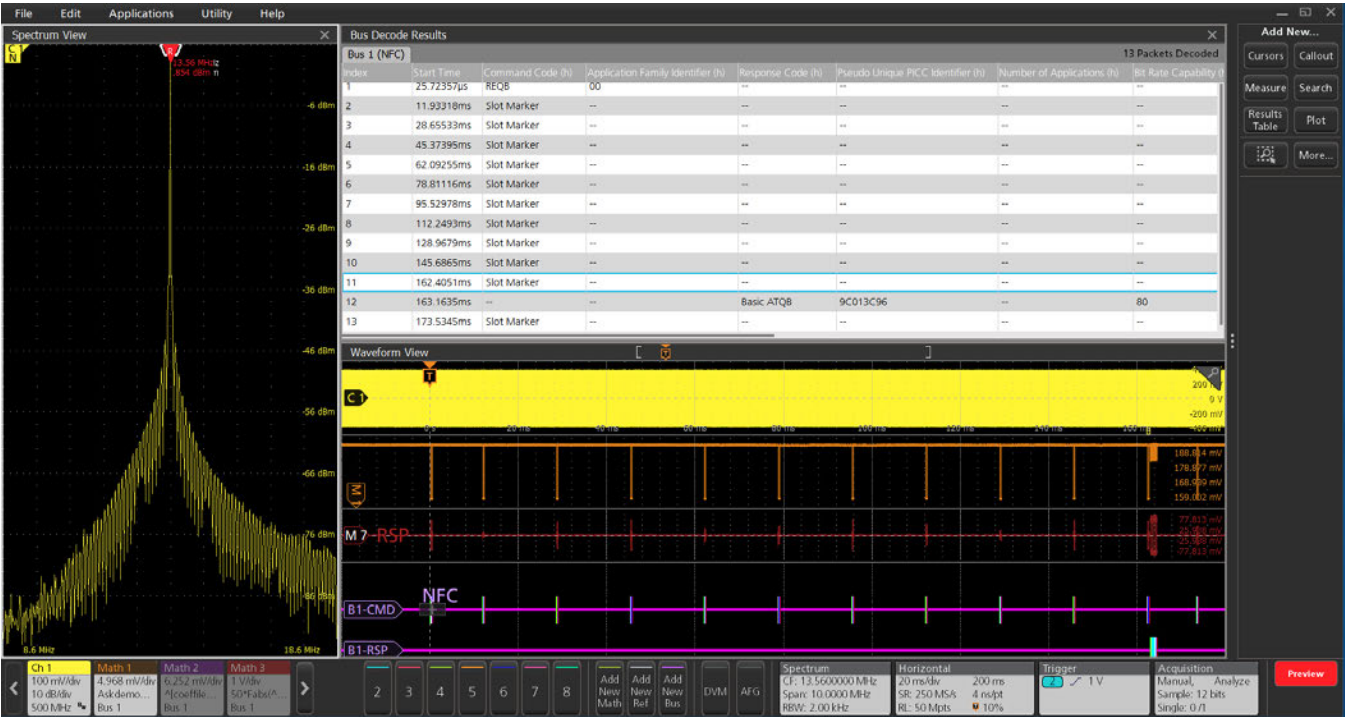 File Edit Applications Utility Help
Spectrum View
Bus Decode Results
Add New...
C 1
N
R
13.56 MHz
-6 dBm
-16 dBm
-26 dBm
-36 dBm
-46 dBm
-56 dBm
-66 dBm
-76 dBm
8.6 MHz
18.6 MHz
Bus 1 (NFC)
13 Packets Decoded
Index Start Time Command Code (h) Application Family Identifier (h) Response Code (h) Pseudo Unique PICC Identifier (h) Number of Applications (h) Bit Rate Capability
1 25.72357µs REQB 00 -- -- -- --
2 11.93318ms Slot Marker -- -- -- -- --
3 28.65533ms Slot Marker -- -- -- -- --
4 45.37395ms Slot Marker -- -- -- -- --
5 62.09255ms Slot Marker -- -- -- -- --
6 78.81116ms Slot Marker -- -- -- -- --
7 95.52978ms Slot Marker -- -- -- -- --
8 112.2493ms Slot Marker -- -- -- -- --
9 128.9679ms Slot Marker -- -- -- -- --
10 145.6865ms Slot Marker -- -- -- -- --
11 162.4051ms Slot Marker -- -- -- -- --
12 163.1635ms -- -- Basic ATQB 9C013C96 -- 80
13 173.5345ms Slot Marker -- -- -- -- --
Cursors Callout
Measure Search
Results Table
Plot
More...
Waveform View
T
T
C 1
0 V
-200 mV
188.814 mV
178.877 mV
168.939 mV
159.002 mV
M 1
M 7 RSP
77.813 mV
-77.813 mV
NFC
B1-CMD
B1-RSP
Ch 1
100 mV/div
10 dB/div
500 MHz
Math 1
4.968 mV/div
Askdemo...
Bus 1
Math 2
6.252 mV/div
^[coeffile...
Bus 1
Math 3
1 V/div
50*Fabs(^...
Bus 1
2 3 4 5 6 7 8
Add New Math
Add New Ref
Add New Bus
DVM
AFG
Spectrum
CF: 13.5600000 MHz
Span: 10.0000 MHz
RBW: 2.00 kHz
Horizontal
20 ms/div 200 ms
SR: 250 MS/s 4 ns/pt
RL: 50 Mpts 10%
Trigger
2 1 V
Acquisition
Manual, Analyze
Sample: 12 bits
Single: 0 /1
Preview